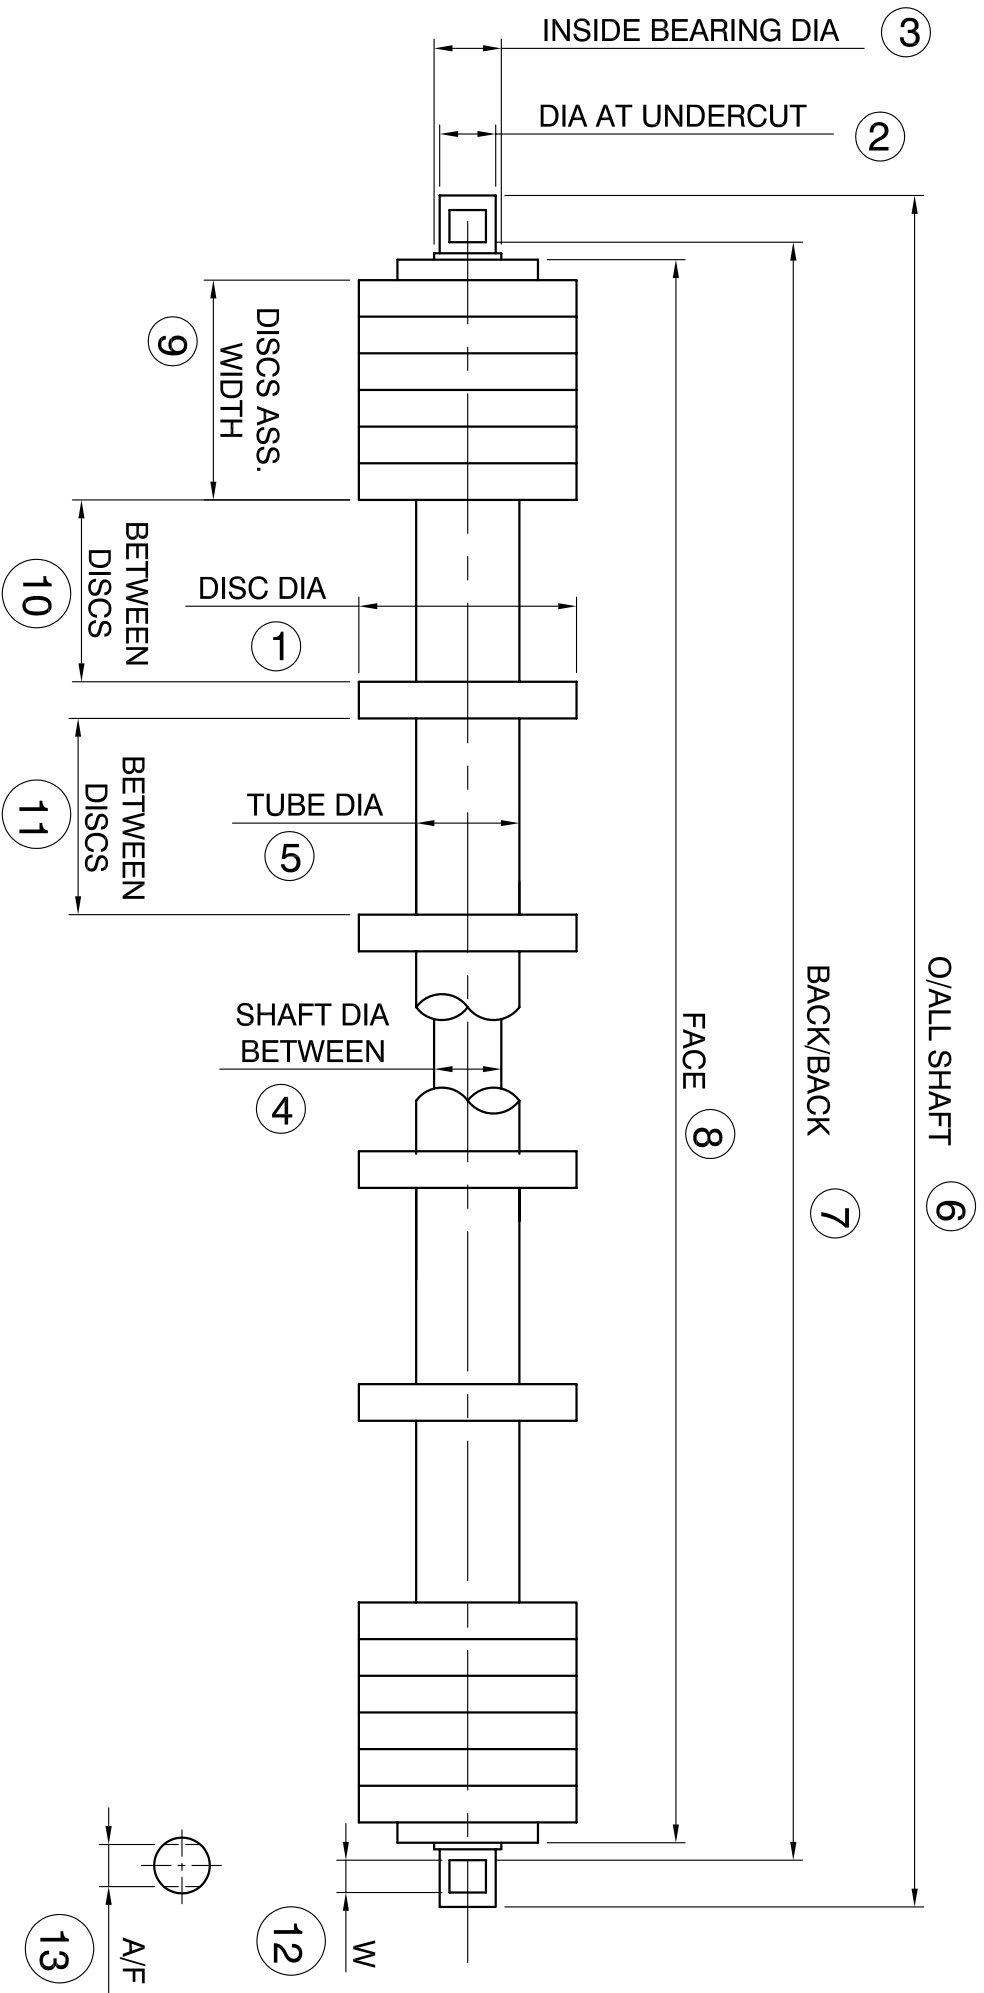 INSIDE BEARING DIA 3
DIA AT UNDERCUT 2
O/ALL SHAFT 6
BACK/BACK 7
FACE 8
DISCS ASS.
WIDTH
9
BETWEEN
DISCS
10
DISC DIA
1
BETWEEN
DISCS
11
TUBE DIA
5
SHAFT DIA
BETWEEN
4
W
12
A/F
13